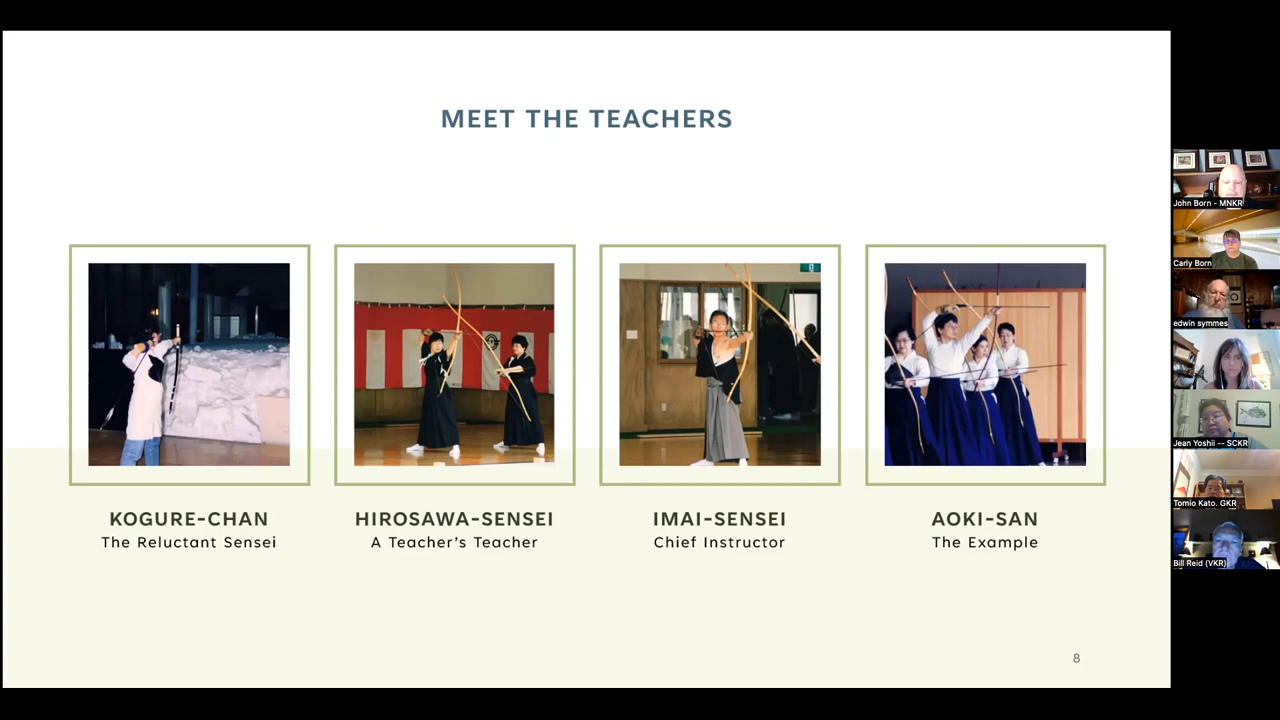 MEET THE TEACHERS
KOGURE-CHAN
The Reluctant Sensei
HIROSAWA-SENSEI
A Teacher's Teacher
IMAI-SENSEI
Chief Instructor
AOKI-SAN
The Example
8
John Born - MNKR
Carly Born
edwin symmes
Jean Yoshii -- SCKR
Tomio Kato. GKR
Bill Reid (VKR)